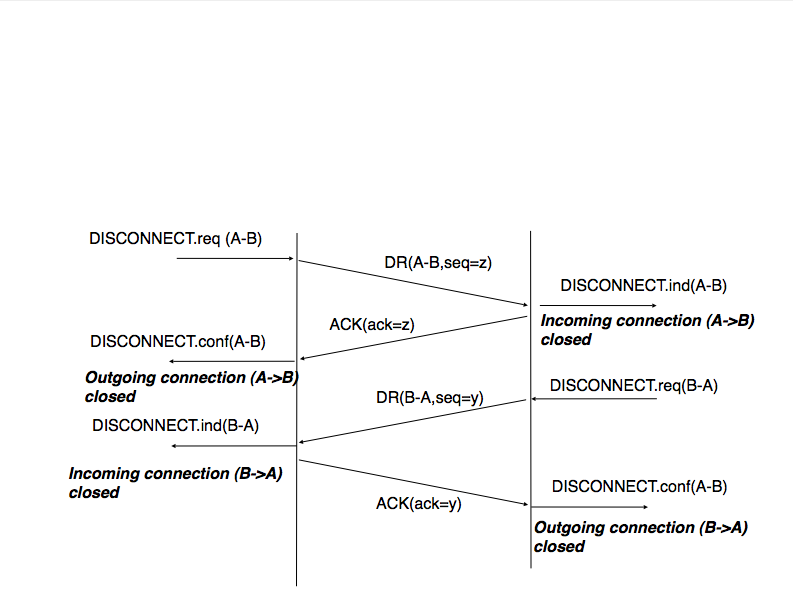 DISCONNECT.req (A-B)
DR(A-B,seq=z)
DISCONNECT.ind(A-B)
Incoming connection (A->B)
closed
ACK(ack=z)
DISCONNECT.conf(A-B)
Outgoing connection (A->B)
closed
DISCONNECT.req(B-A)
DR(B-A,seq=y)
DISCONNECT.ind(B-A)
Incoming connection (B->A)
closed
ACK(ack=y)
DISCONNECT.conf(A-B)
Outgoing connection (B->A)
closed